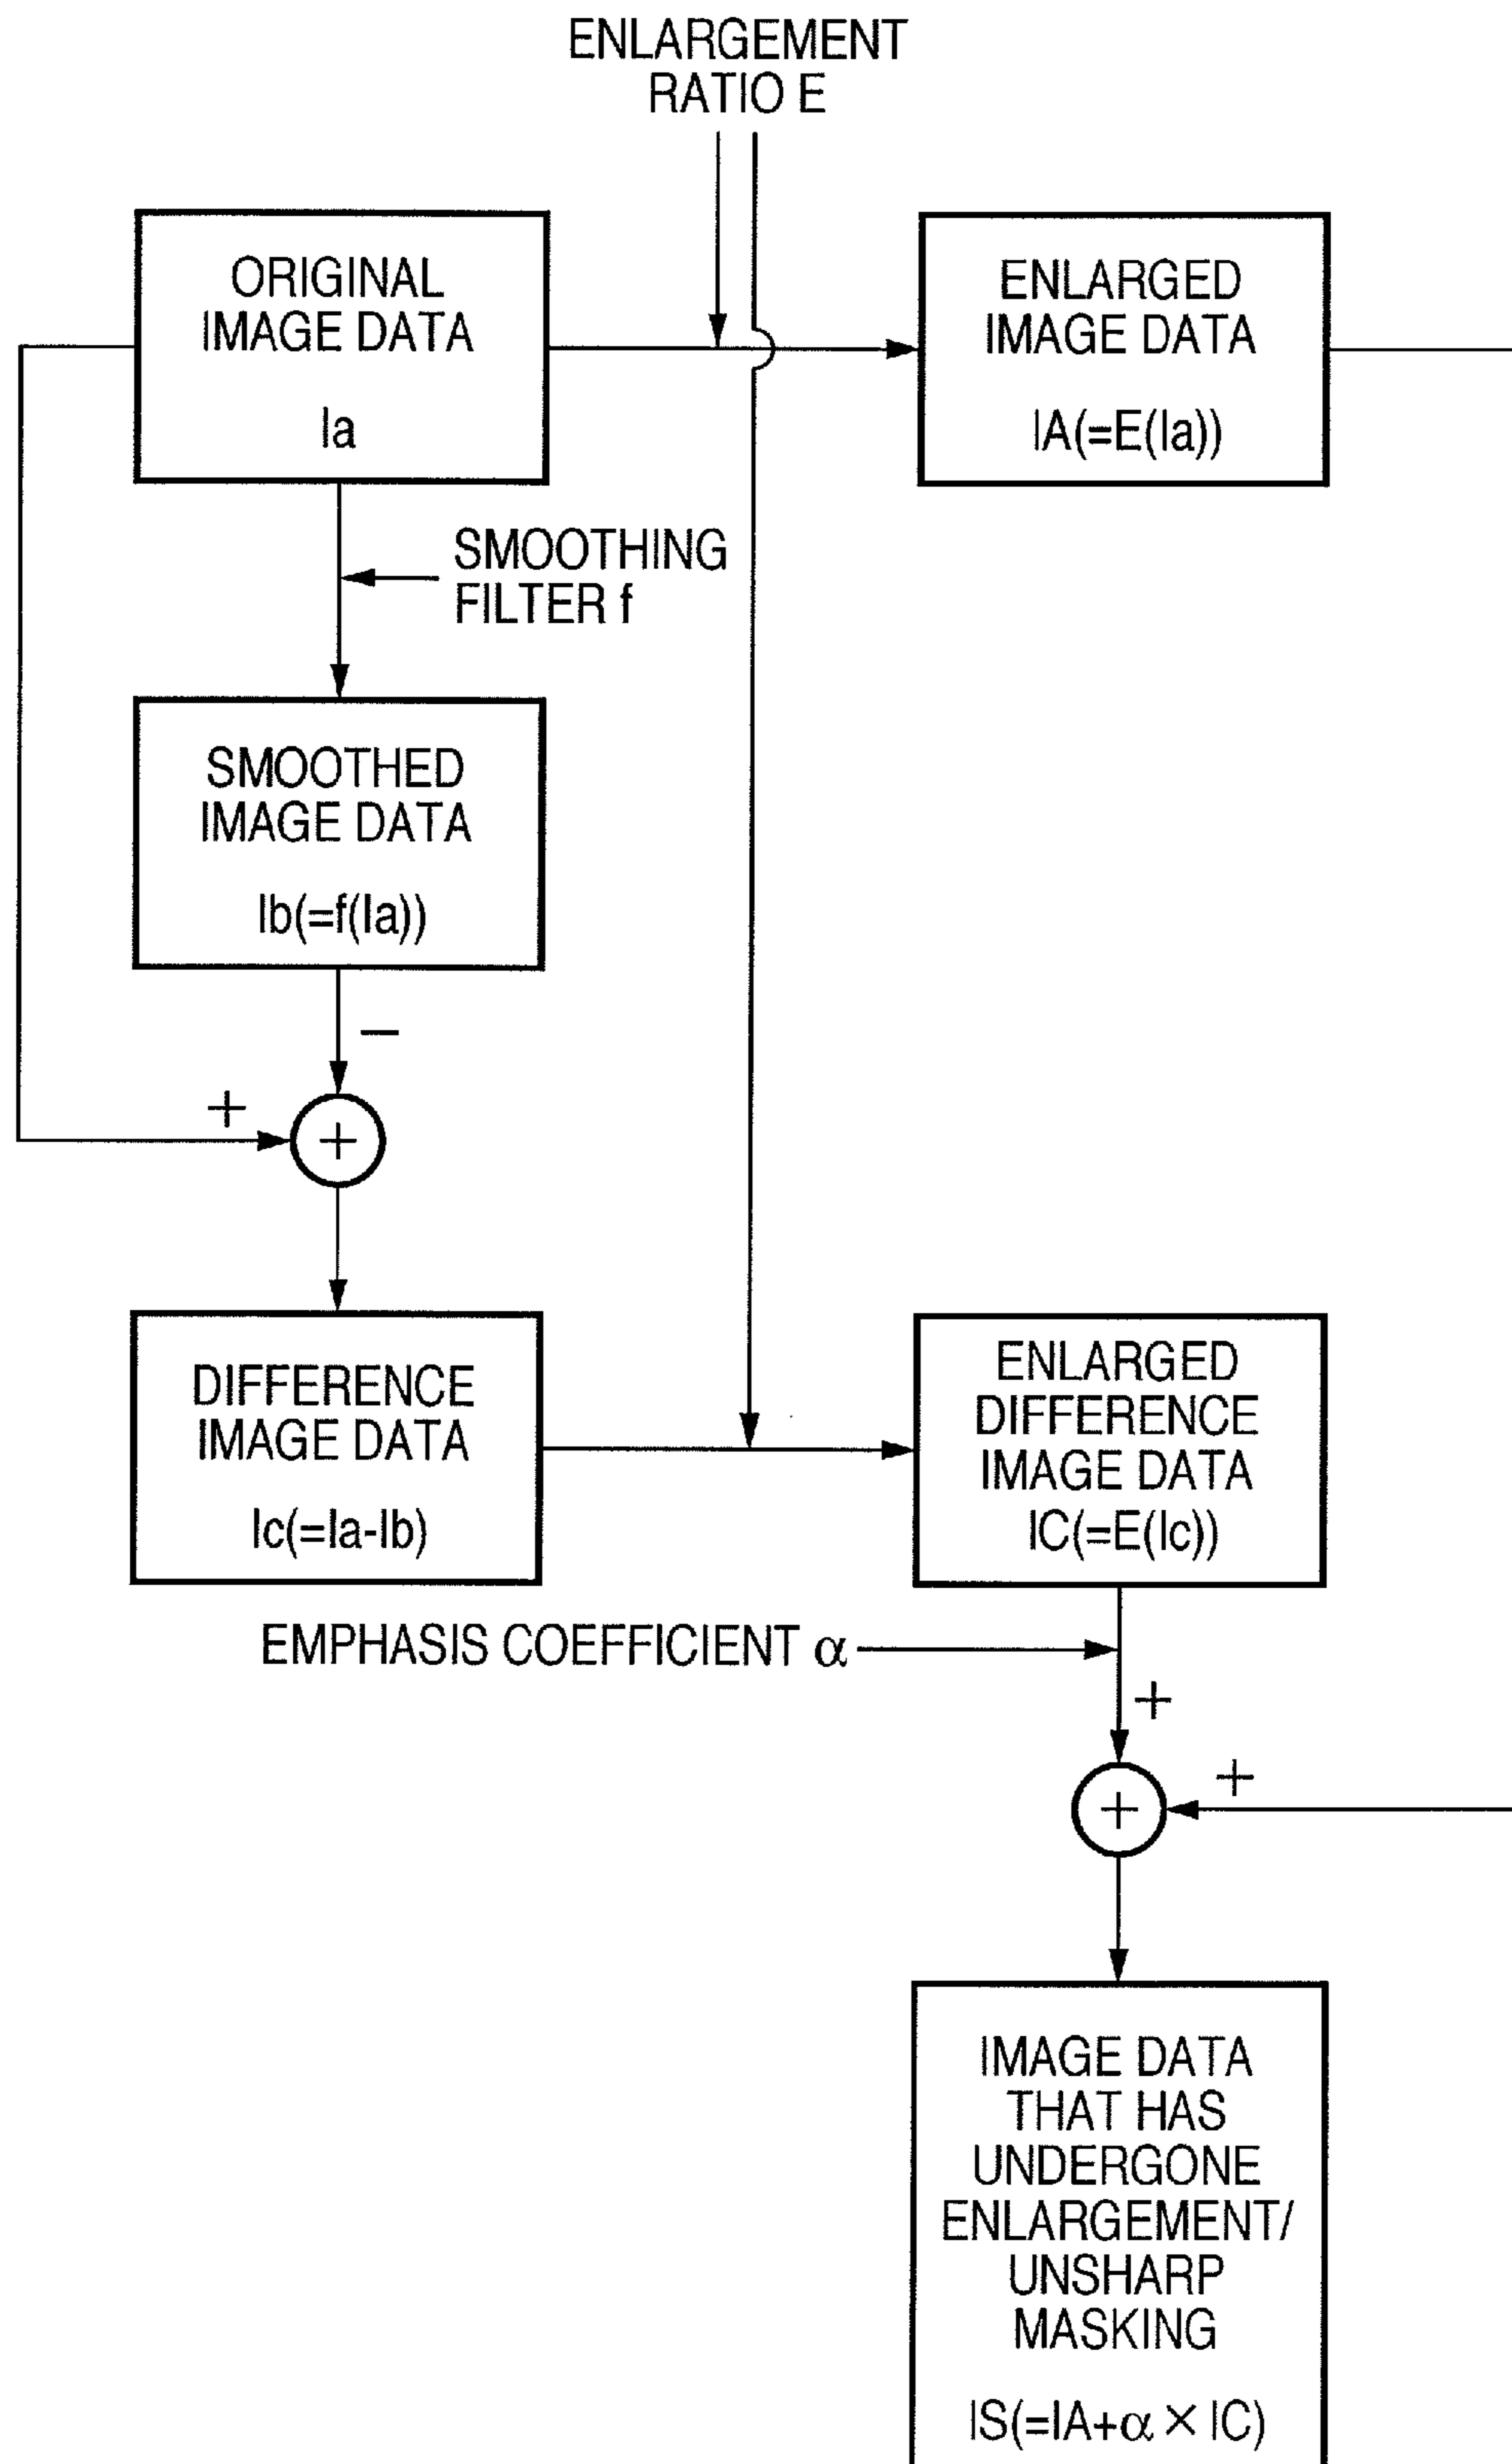 ENLARGEMENT
RATIO E
ORIGINAL
IMAGE DATA
Ia
ENLARGED
IMAGE DATA
IA(=E(Ia))
SMOOTHING
FILTER f
SMOOTHED
IMAGE DATA
Ib(=f(Ia))
−
+
+
DIFFERENCE
IMAGE DATA
Ic(=Ia-Ib)
ENLARGED
DIFFERENCE
IMAGE DATA
IC(=E(Ic))
EMPHASIS COEFFICIENT α
+
+
+
IMAGE DATA
THAT HAS
UNDERGONE
ENLARGEMENT/
UNSHARP
MASKING
IS(=IA+α×IC)